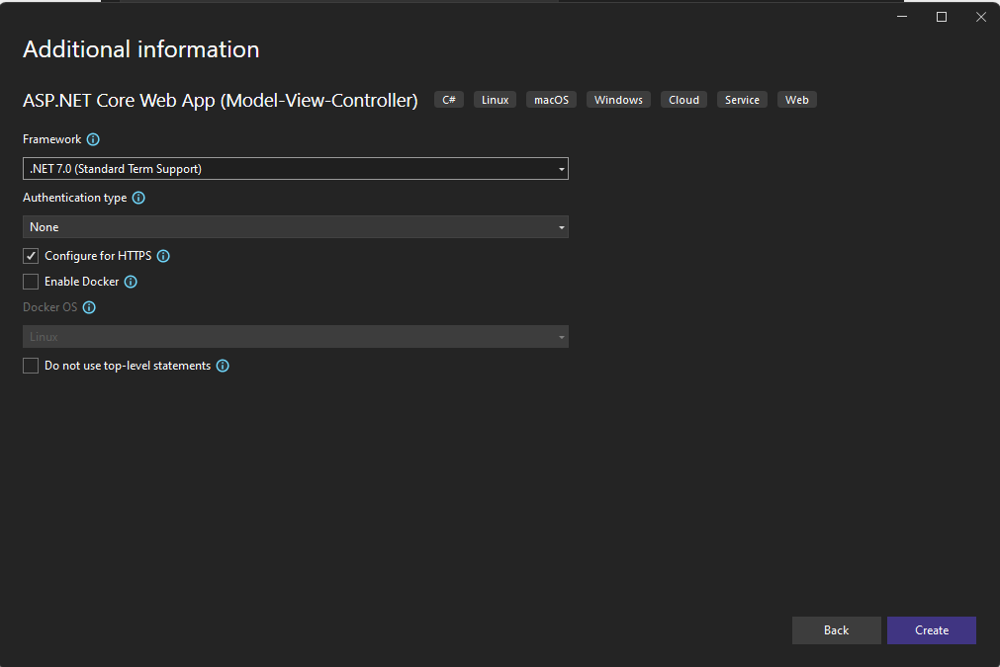 Additional information
ASP.NET Core Web App (Model-View-Controller) C# Linux macOS Windows Cloud Service Web
Framework
.NET 7.0 (Standard Term Support)
Authentication type
None
Configure for HTTPS
Enable Docker
Docker OS
Linux
Do not use top-level statements
Back Create